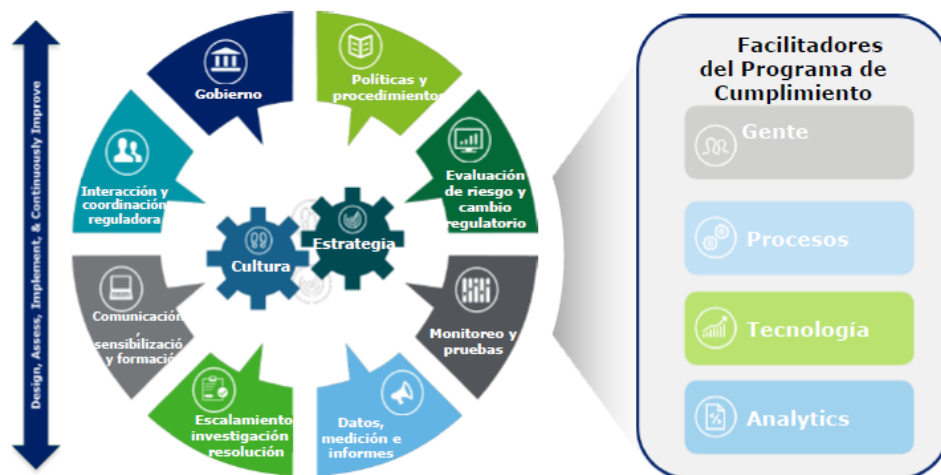 Design, Assess, Implement, & Continuously Improve
Gobierno
Políticas y
procedimientos
Interacción y
coordinación
reguladora
Evaluación
de riesgo y
cambio
regulatorio
Cultura
Estrategia
Comunicación
,
sensibilizació
y formación
Monitoreo y
pruebas
Escalamiento,
investigación
resolución
Datos,
medición e
informes
Facilitadores
del Programa de
Cumplimiento
Gente
Procesos
Tecnología
Analytics